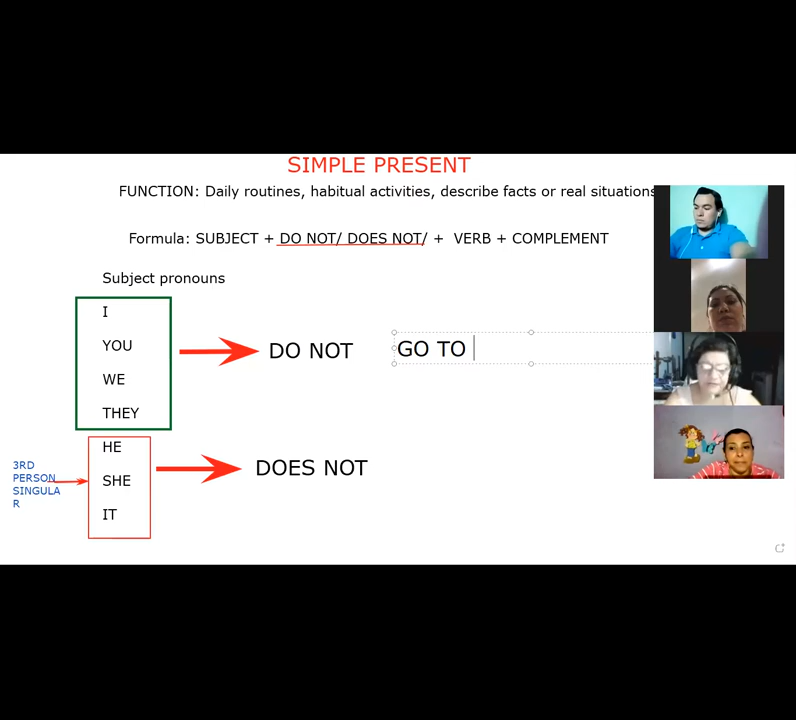 SIMPLE PRESENT
FUNCTION: Daily routines, habitual activities, describe facts or real situations
Formula: SUBJECT + DO NOT/ DOES NOT/ + VERB + COMPLEMENT
Subject pronouns
I
YOU
WE
THEY
DO NOT
GO TO
HE
SHE
IT
3RD
PERSON
SINGULA
R
DOES NOT